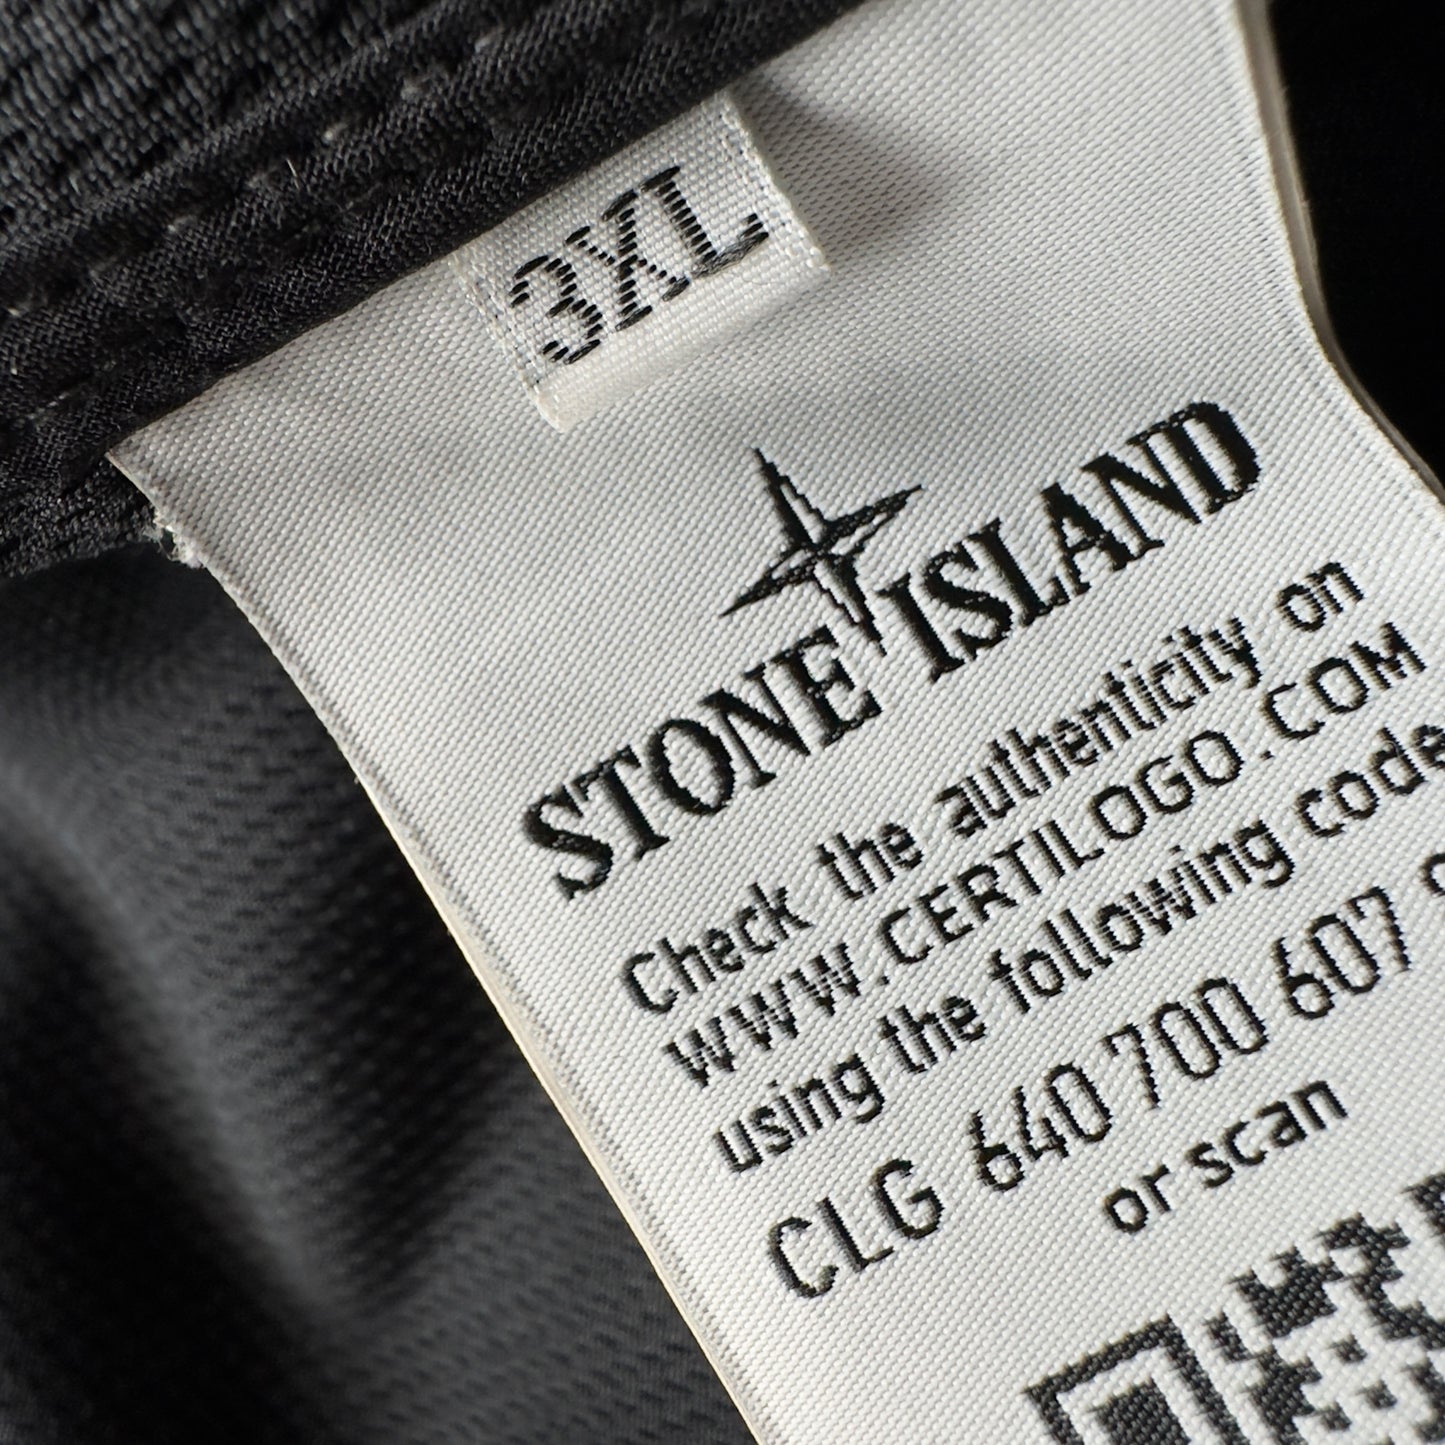 3XL
STONE ISLAND
Check the authenticity on
WWW.CERTILOGO.COM
using the following code
CLG 640 700 607
or scan